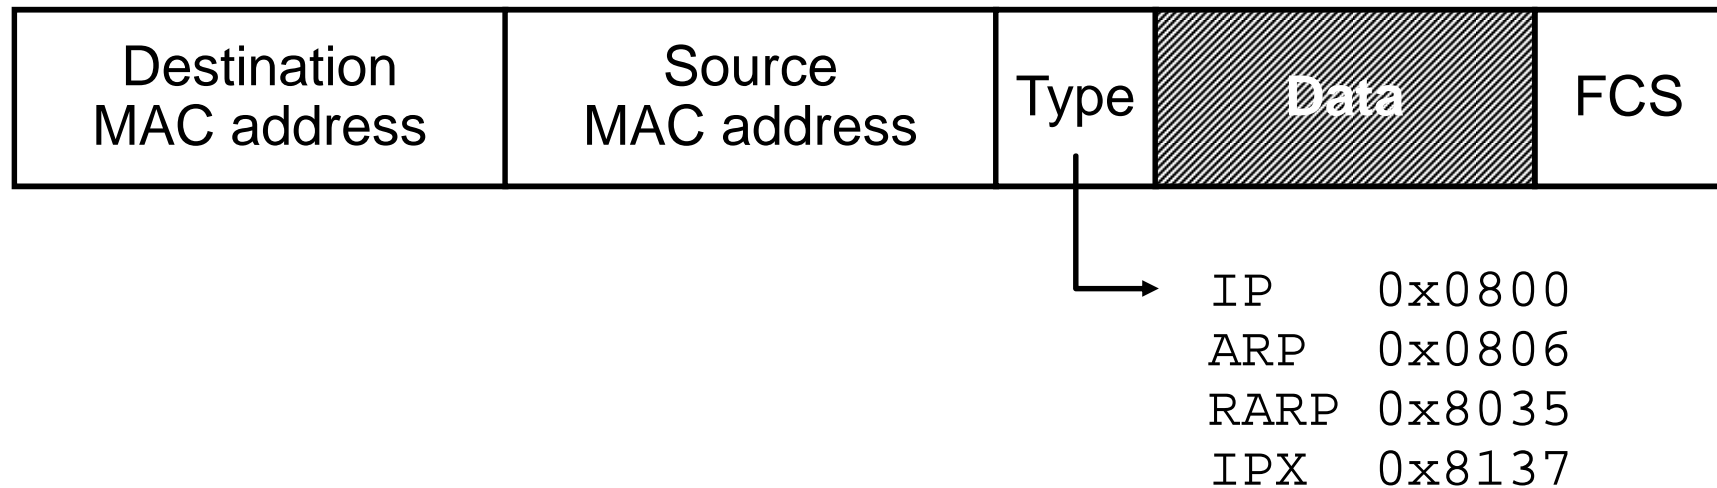 Destination
MAC address
Source
MAC address
Type
Data
FCS
IP 0x0800
ARP 0x0806
RARP 0x8035
IPX 0x8137